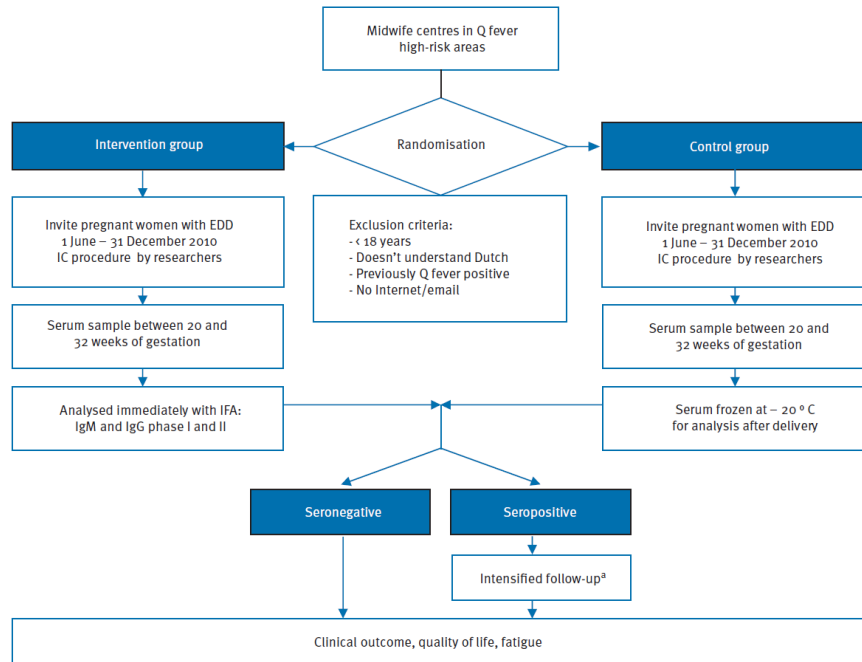 Midwife centres in Q fever
high-risk areas
Randomisation
Intervention group
Control group
Invite pregnant women with EDD
1 June – 31 December 2010
IC procedure by researchers
Exclusion criteria:
- < 18 years
- Doesn't understand Dutch
- Previously Q fever positive
- No Internet/email
Invite pregnant women with EDD
1 June – 31 December 2010
IC procedure by researchers
Serum sample between 20 and
32 weeks of gestation
Serum sample between 20 and
32 weeks of gestation
Analysed immediately with IFA:
IgM and IgG phase I and II
Serum frozen at – 20 º C
for analysis after delivery
Seronegative
Seropositive
Intensified follow-upª
Clinical outcome, quality of life, fatigue